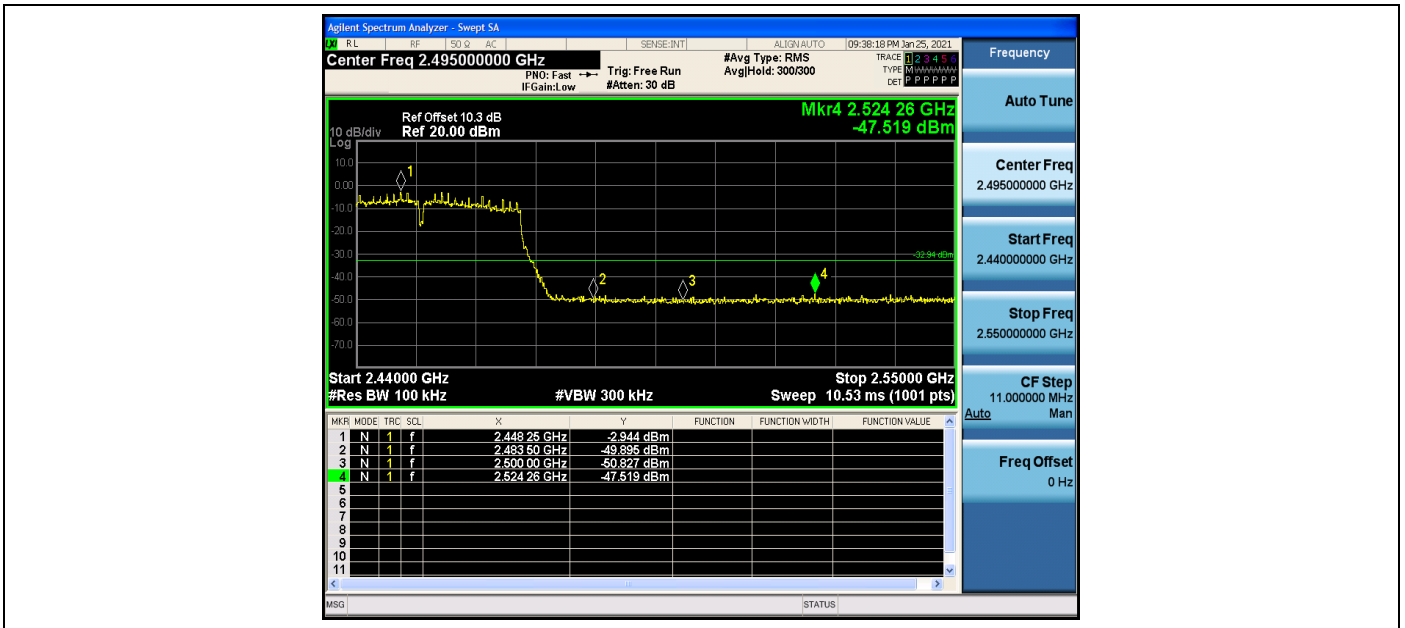 Agilent Spectrum Analyzer - Swept SA
LXI RL RF 50 Ω AC SENSE:INT ALIGN AUTO 09:38:18 PM Jan 25, 2021
Center Freq 2.495000000 GHz
PNO: Fast
IFGain:Low
Trig: Free Run
#Atten: 30 dB
#Avg Type: RMS
Avg|Hold: 300/300
TRACE 1 2 3 4 5 6
TYPE M
DET P P P P P P
Mkr4 2.524 26 GHz
-47.519 dBm
Ref Offset 10.3 dB
10 dB/div Ref 20.00 dBm
Log
10.0
0.00
-10.0
-20.0
-30.0
-40.0
-50.0
-60.0
-70.0
1
2
3
4
-32.94 dBm
Start 2.44000 GHz Stop 2.55000 GHz
#Res BW 100 kHz #VBW 300 kHz Sweep 10.53 ms (1001 pts)
MKR MODE TRC SCL X Y FUNCTION FUNCTION WIDTH FUNCTION VALUE
1 N 1 f 2.448 25 GHz -2.944 dBm
2 N 1 f 2.483 50 GHz -49.895 dBm
3 N 1 f 2.500 00 GHz -50.827 dBm
4 N 1 f 2.524 26 GHz -47.519 dBm
5
6
7
8
9
10
11
MSG STATUS
Frequency
Auto Tune
Center Freq
2.495000000 GHz
Start Freq
2.440000000 GHz
Stop Freq
2.550000000 GHz
CF Step
11.000000 MHz
Auto Man
Freq Offset
0 Hz